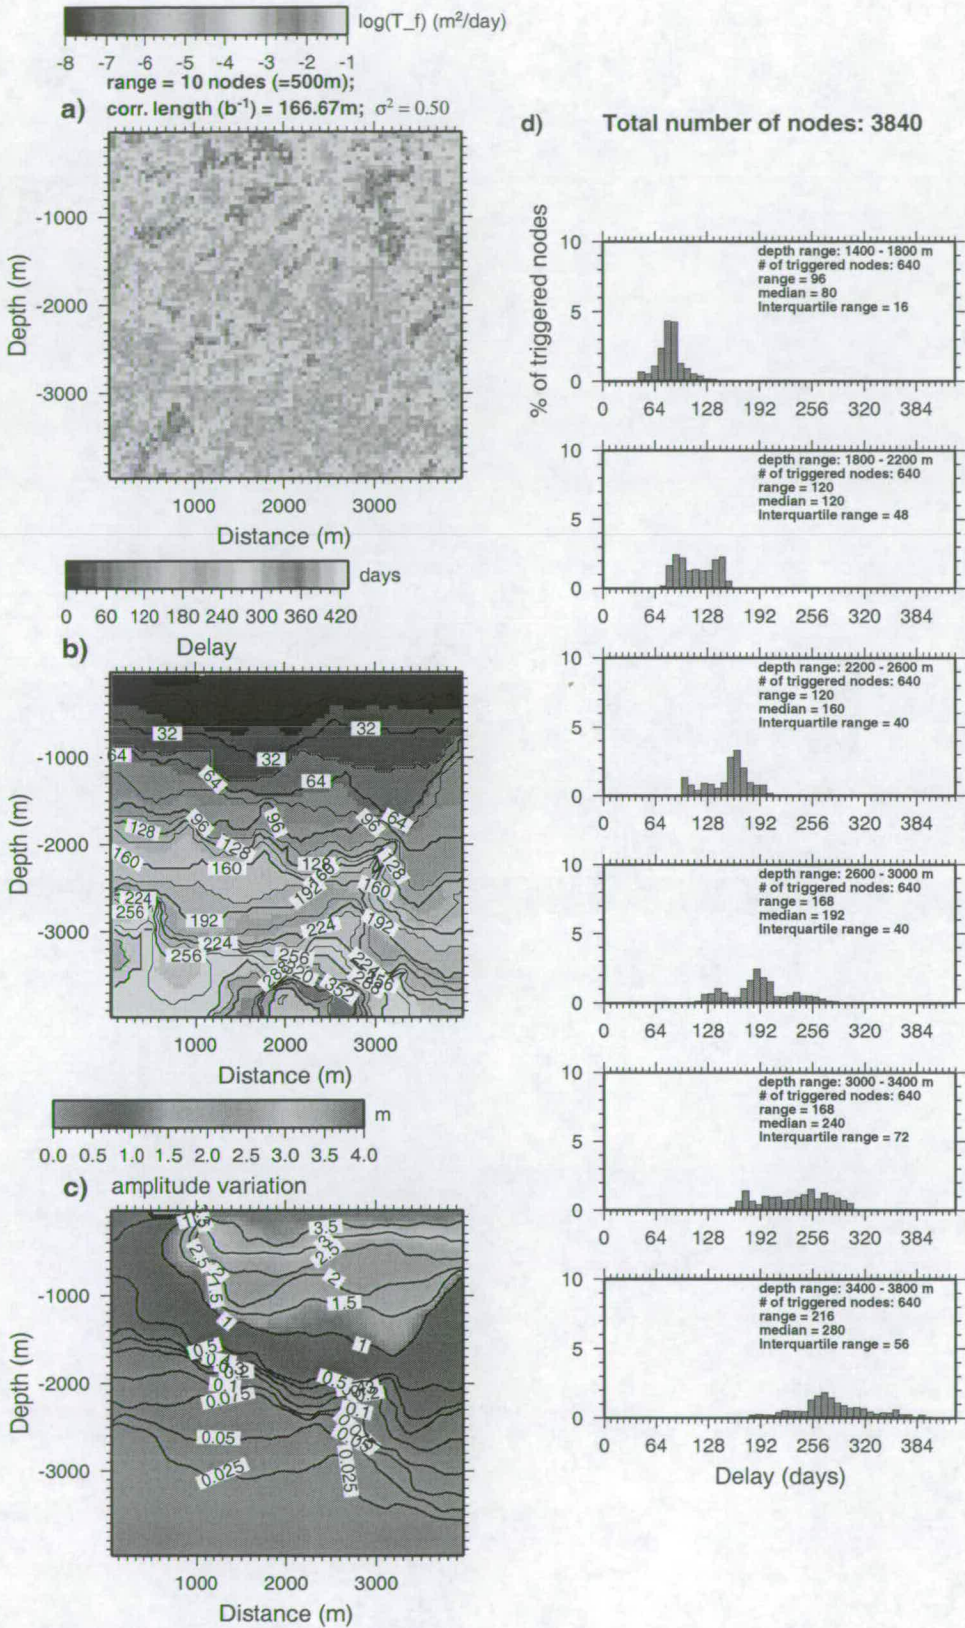 log(T_f) (m²/day)
-8 -7 -6 -5 -4 -3 -2 -1
range = 10 nodes (=500m);
a) corr. length (b⁻¹) = 166.67m; σ² = 0.50
Depth (m)
-1000
-2000
-3000
1000 2000 3000
Distance (m)
days
0 60 120 180 240 300 360 420
b) Delay
Depth (m)
-1000
-2000
-3000
32 32
32
64 64 64 64
96 96 96
128 128 128 128
160 160 160
192 192 192
224 224 224
256 256 256
352
1000 2000 3000
Distance (m)
m
0.0 0.5 1.0 1.5 2.0 2.5 3.0 3.5 4.0
c) amplitude variation
Depth (m)
-1000
-2000
-3000
3.5
2.5 2.5
2 2
1.5 1.5
1 1
0.5 0.5
0.2
0.1 0.1
0.075
0.05 0.05 0.05
0.025 0.025
1000 2000 3000
Distance (m)
d) Total number of nodes: 3840
% of triggered nodes
10
5
0
depth range: 1400 - 1800 m
# of triggered nodes: 640
range = 96
median = 80
Interquartile range = 16
0 64 128 192 256 320 384
10
5
0
depth range: 1800 - 2200 m
# of triggered nodes: 640
range = 120
median = 120
Interquartile range = 48
0 64 128 192 256 320 384
10
5
0
depth range: 2200 - 2600 m
# of triggered nodes: 640
range = 120
median = 160
Interquartile range = 40
0 64 128 192 256 320 384
10
5
0
depth range: 2600 - 3000 m
# of triggered nodes: 640
range = 168
median = 192
Interquartile range = 40
0 64 128 192 256 320 384
10
5
0
depth range: 3000 - 3400 m
# of triggered nodes: 640
range = 168
median = 240
Interquartile range = 72
0 64 128 192 256 320 384
10
5
0
depth range: 3400 - 3800 m
# of triggered nodes: 640
range = 216
median = 280
Interquartile range = 56
0 64 128 192 256 320 384
Delay (days)